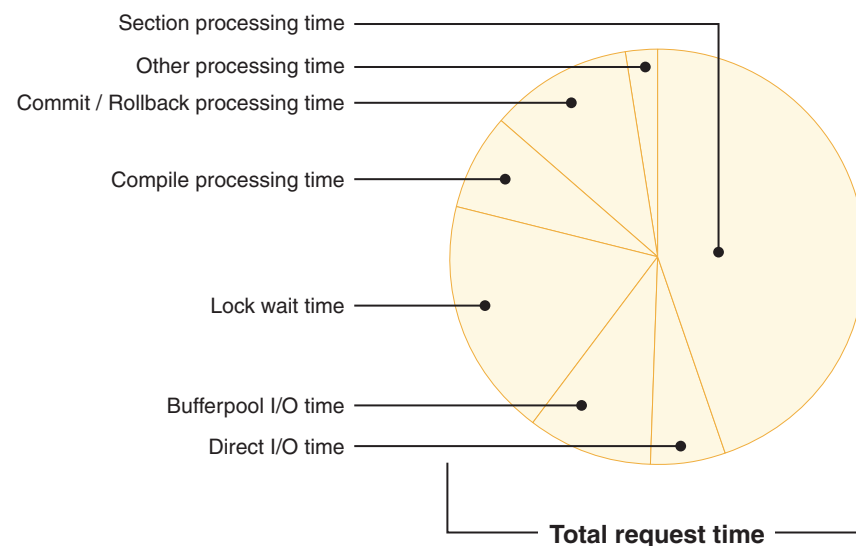 Section processing time
Other processing time
Commit / Rollback processing time
Compile processing time
Lock wait time
Bufferpool I/O time
Direct I/O time
Total request time